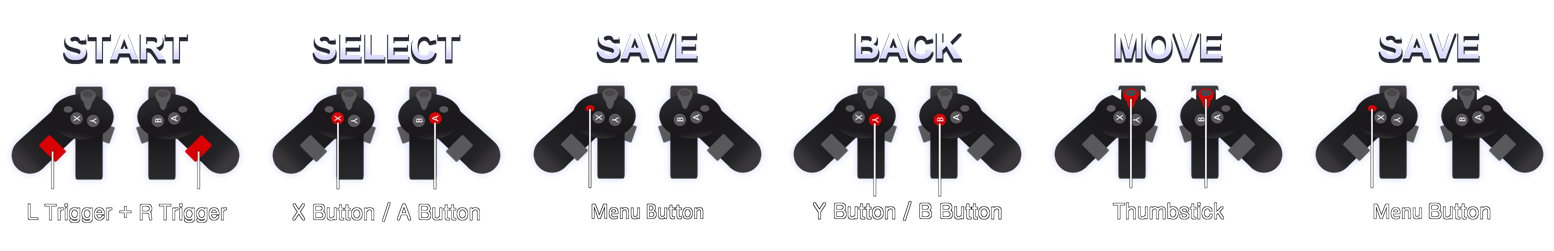 START
SELECT
SAVE
BACK
MOVE
SAVE
X Y B A
X Y B A
X Y B A
X Y B A
X Y B A
X Y B A
L Trigger + R Trigger
X Button / A Button
Menu Button
Y Button / B Button
Thumbstick
Menu Button